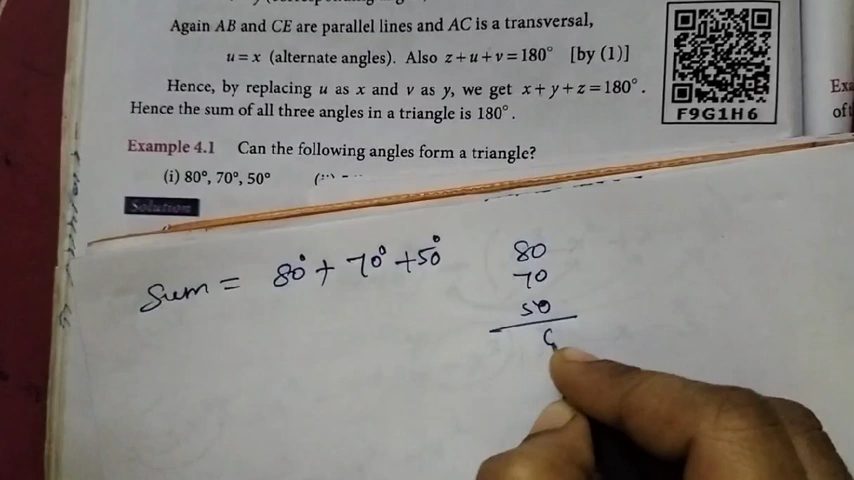 Again AB and CE are parallel lines and AC is a transversal,
u = x (alternate angles). Also z + u + v = 180° [by (1)]
Hence, by replacing u as x and v as y, we get x + y + z = 180°.
Hence the sum of all three angles in a triangle is 180°.
F9G1H6
Example 4.1 Can the following angles form a triangle?
(i) 80°, 70°, 50°
Solution
Sum = 80° + 70° + 50°
80
70
50